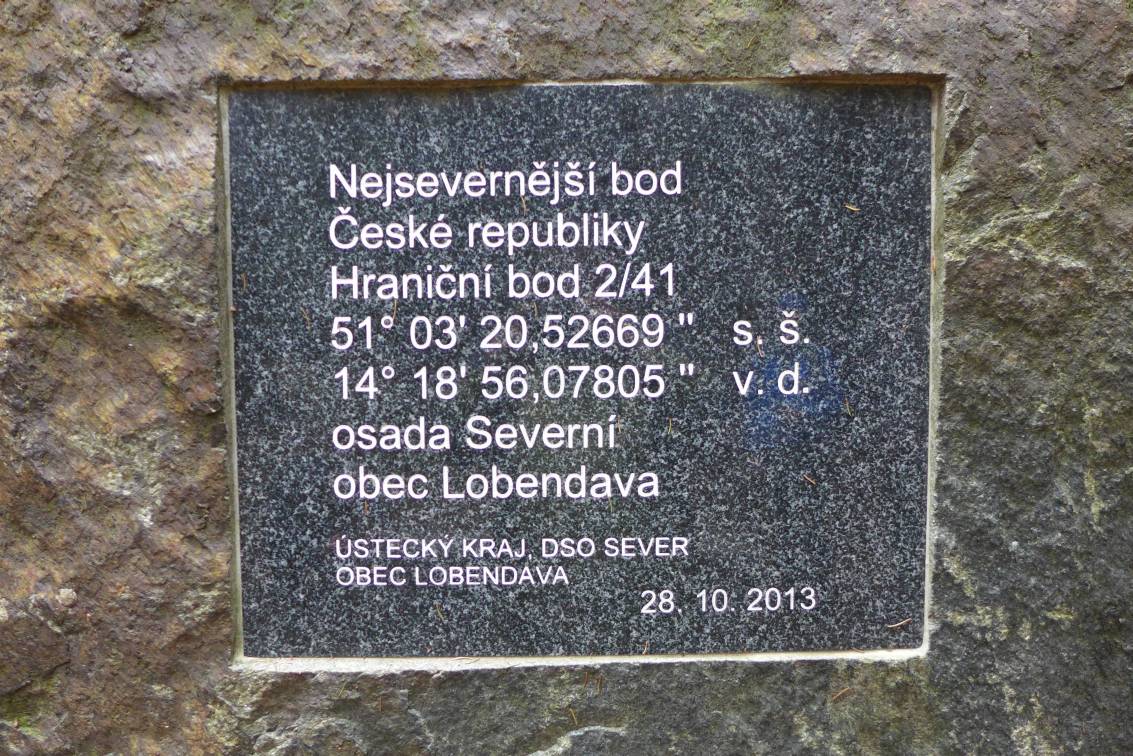 Nejsevernější bod
České republiky
Hraniční bod 2/41
51° 03' 20,52669 " s. š.
14° 18' 56,07805 " v. d.
osada Severní
obec Lobendava
ÚSTECKÝ KRAJ, DSO SEVER
OBEC LOBENDAVA
28. 10. 2013